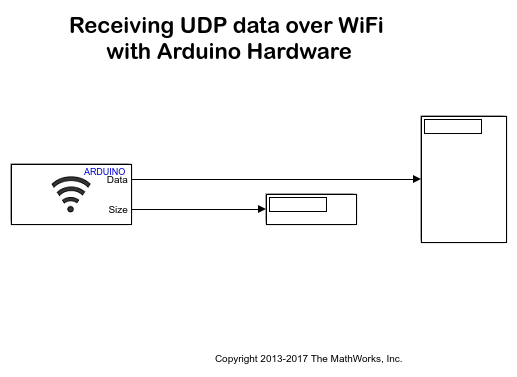 Receiving UDP data over WiFi
with Arduino Hardware
ARDUINO
Data
Size
Copyright 2013-2017 The MathWorks, Inc.